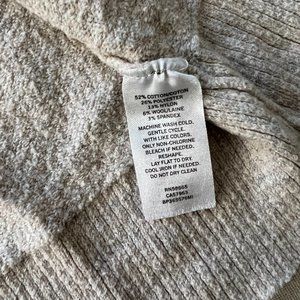 52% COTTON/COTON
26% POLYESTER
13% NYLON
6% WOOL/LAINE
3% SPANDEX
MACHINE WASH COLD,
GENTLE CYCLE,
WITH LIKE COLORS.
ONLY NON-CHLORINE
BLEACH IF NEEDED.
RESHAPE.
LAY FLAT TO DRY.
COOL IRON IF NEEDED.
DO NOT DRY CLEAN